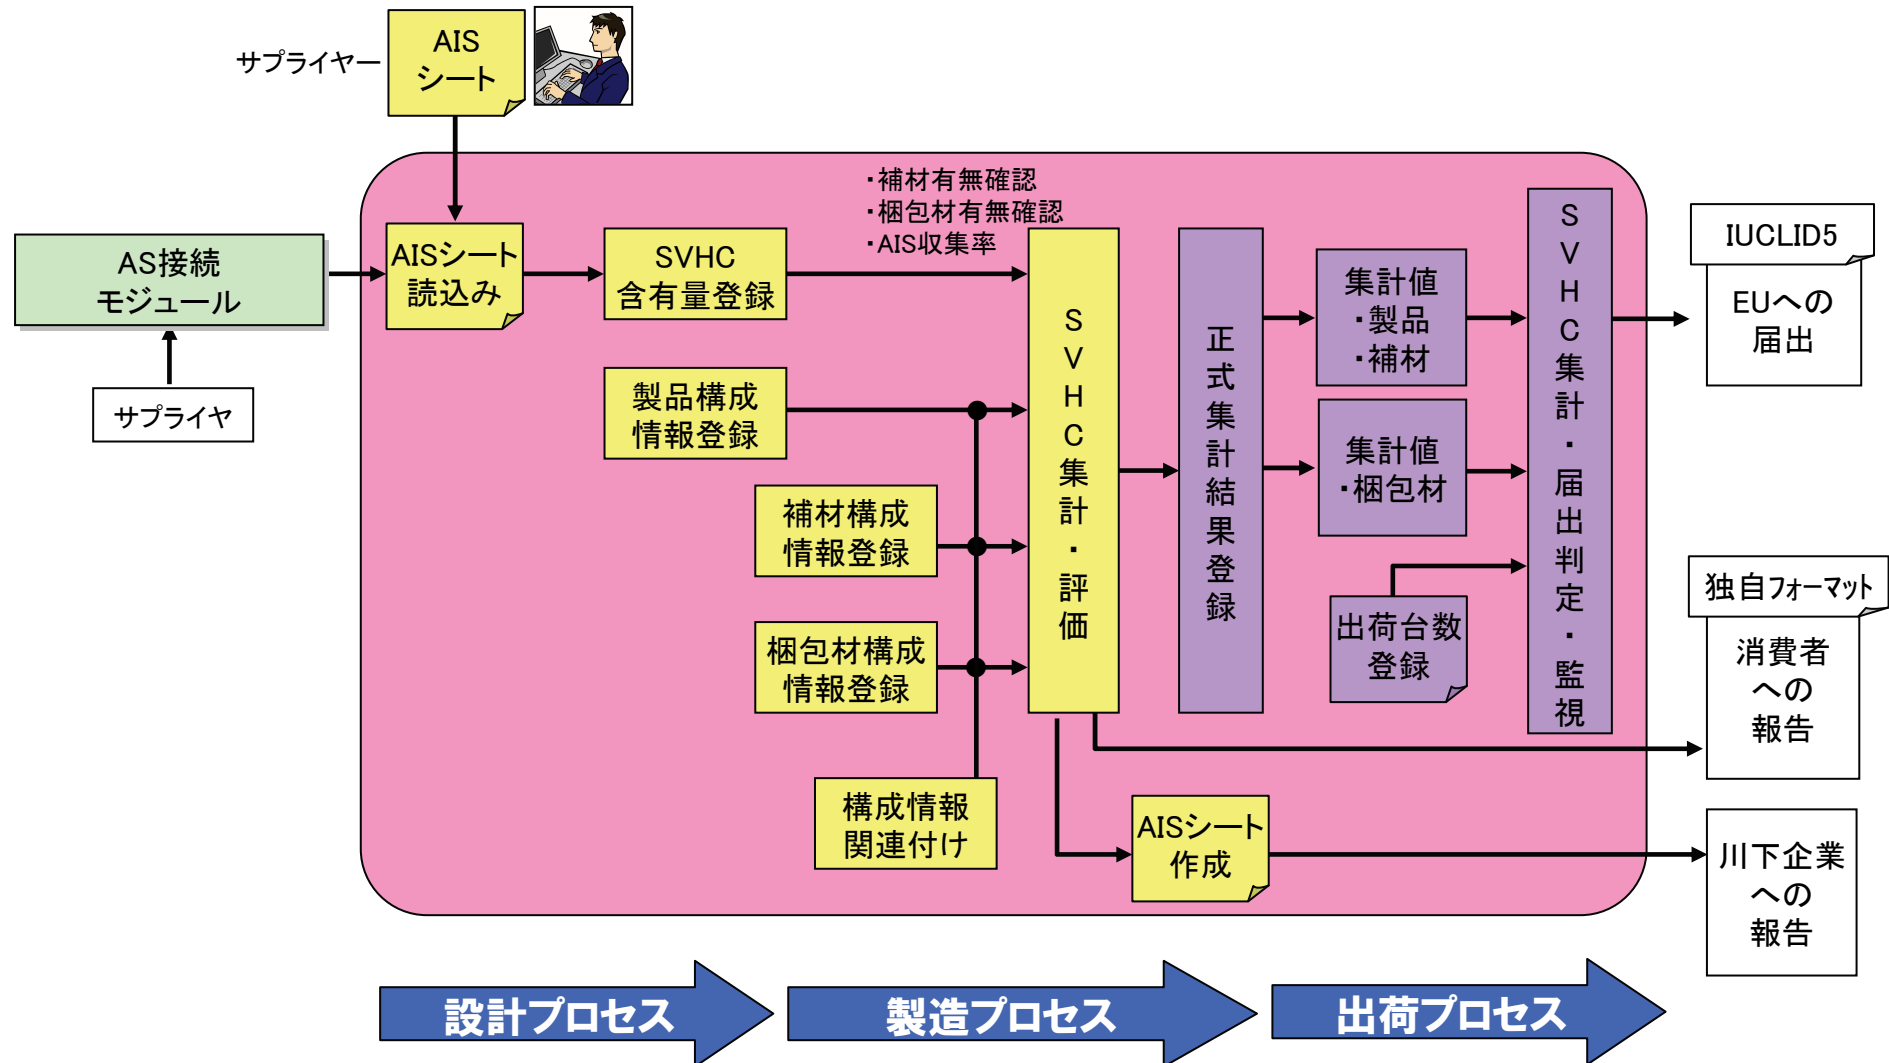 サプライヤー
AIS
シート
・補材有無確認
・梱包材有無確認
・AIS収集率
AS接続
モジュール
サプライヤ
AISシート
読込み
SVHC
含有量登録
製品構成
情報登録
補材構成
情報登録
梱包材構成
情報登録
構成情報
関連付け
SVHC集計・評価
正式集計結果登録
集計値
・製品
・補材
集計値
・梱包材
出荷台数
登録
SVHC集計・届出判定・監視
AISシート
作成
IUCLID5
EUへの
届出
独自フォーマット
消費者
への
報告
川下企業
への
報告
設計プロセス
製造プロセス
出荷プロセス